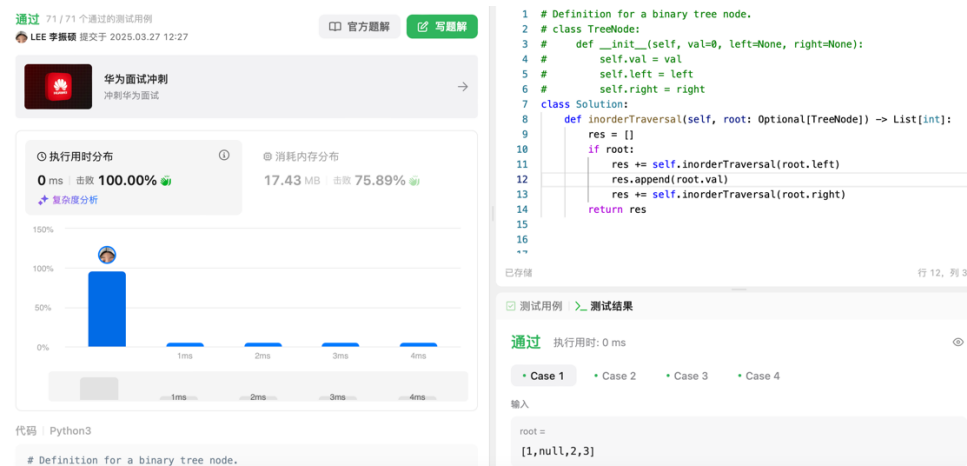 通过 71 / 71 个通过的测试用例
LEE 李振硕 提交于 2025.03.27 12:27
官方题解
写题解
华为面试冲刺
冲刺华为面试
执行用时分布
0 ms 击败 100.00%
复杂度分析
消耗内存分布
17.43 MB 击败 75.89%
150%
100%
50%
0%
1ms 2ms 3ms 4ms
1ms 2ms 3ms 4ms
代码 Python3
# Definition for a binary tree node.
1 # Definition for a binary tree node.
2 # class TreeNode:
3 #     def __init__(self, val=0, left=None, right=None):
4 #         self.val = val
5 #         self.left = left
6 #         self.right = right
7 class Solution:
8     def inorderTraversal(self, root: Optional[TreeNode]) -> List[int]:
9         res = []
10         if root:
11             res += self.inorderTraversal(root.left)
12             res.append(root.val)
13             res += self.inorderTraversal(root.right)
14         return res
15
16
17
已存储
行 12, 列 3
测试用例
测试结果
通过 执行用时: 0 ms
Case 1 Case 2 Case 3 Case 4
输入
root =
[1,null,2,3]